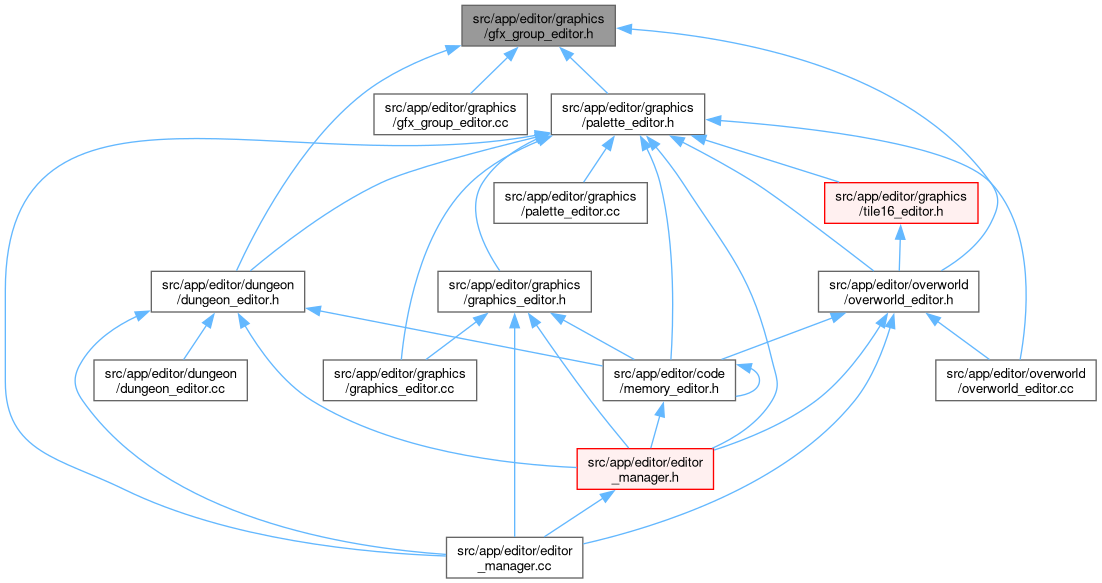 src/app/editor/graphics
/gfx_group_editor.h
src/app/editor/graphics
/gfx_group_editor.cc
src/app/editor/graphics
/palette_editor.h
src/app/editor/graphics
/palette_editor.cc
src/app/editor/graphics
/tile16_editor.h
src/app/editor/dungeon
/dungeon_editor.h
src/app/editor/graphics
/graphics_editor.h
src/app/editor/overworld
/overworld_editor.h
src/app/editor/dungeon
/dungeon_editor.cc
src/app/editor/graphics
/graphics_editor.cc
src/app/editor/code
/memory_editor.h
src/app/editor/overworld
/overworld_editor.cc
src/app/editor/editor
_manager.h
src/app/editor/editor
_manager.cc